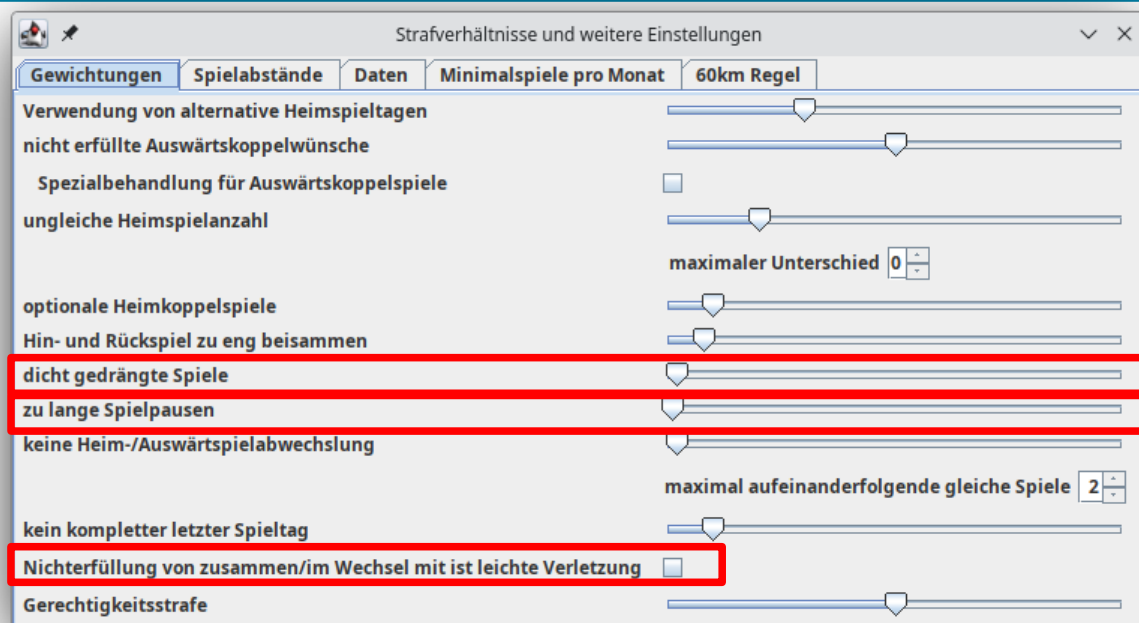 Strafverhältnisse und weitere Einstellungen
Gewichtungen Spielabstände Daten Minimalspiele pro Monat 60km Regel
Verwendung von alternative Heimspieltagen
nicht erfüllte Auswärtskoppelwünsche
Spezialbehandlung für Auswärtskoppelspiele
ungleiche Heimspielanzahl
maximaler Unterschied 0
optionale Heimkoppelspiele
Hin- und Rückspiel zu eng beisammen
dicht gedrängte Spiele
zu lange Spielpausen
keine Heim-/Auswärtspielabwechslung
maximal aufeinanderfolgende gleiche Spiele 2
kein kompletter letzter Spieltag
Nichterfüllung von zusammen/im Wechsel mit ist leichte Verletzung
Gerechtigkeitsstrafe